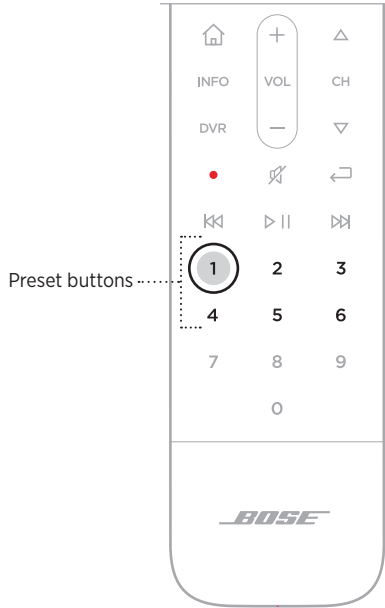 +
INFO VOL CH
DVR −
Preset buttons
1 2 3
4 5 6
7 8 9
0
BOSE